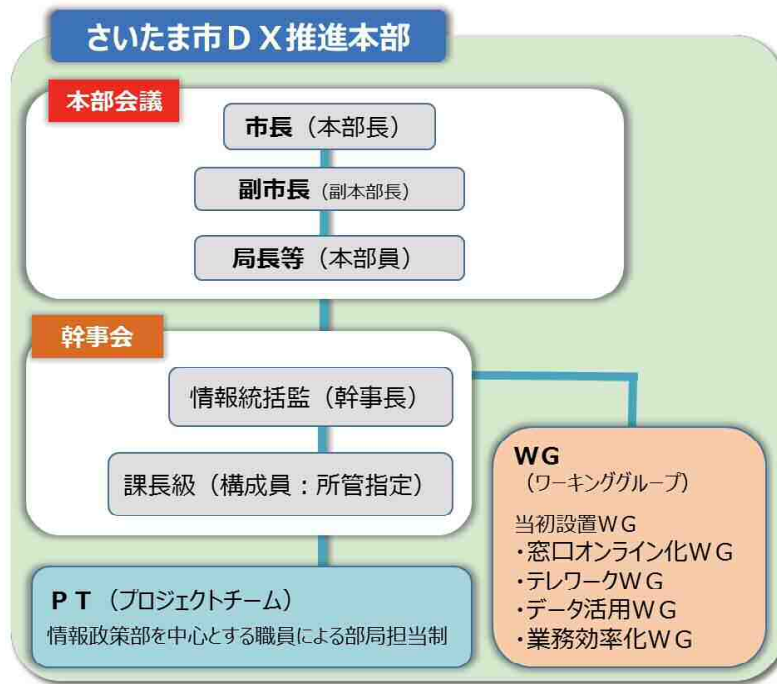 さいたま市ＤＸ推進本部
本部会議
市長（本部長）
副市長（副本部長）
局長等（本部員）
幹事会
情報統括監（幹事長）
課長級（構成員：所管指定）
ＰＴ（プロジェクトチーム）
情報政策部を中心とする職員による部局担当制
WG
（ワーキンググループ）
当初設置WG
・窓口オンライン化ＷＧ
・テレワークＷＧ
・データ活用ＷＧ
・業務効率化ＷＧ